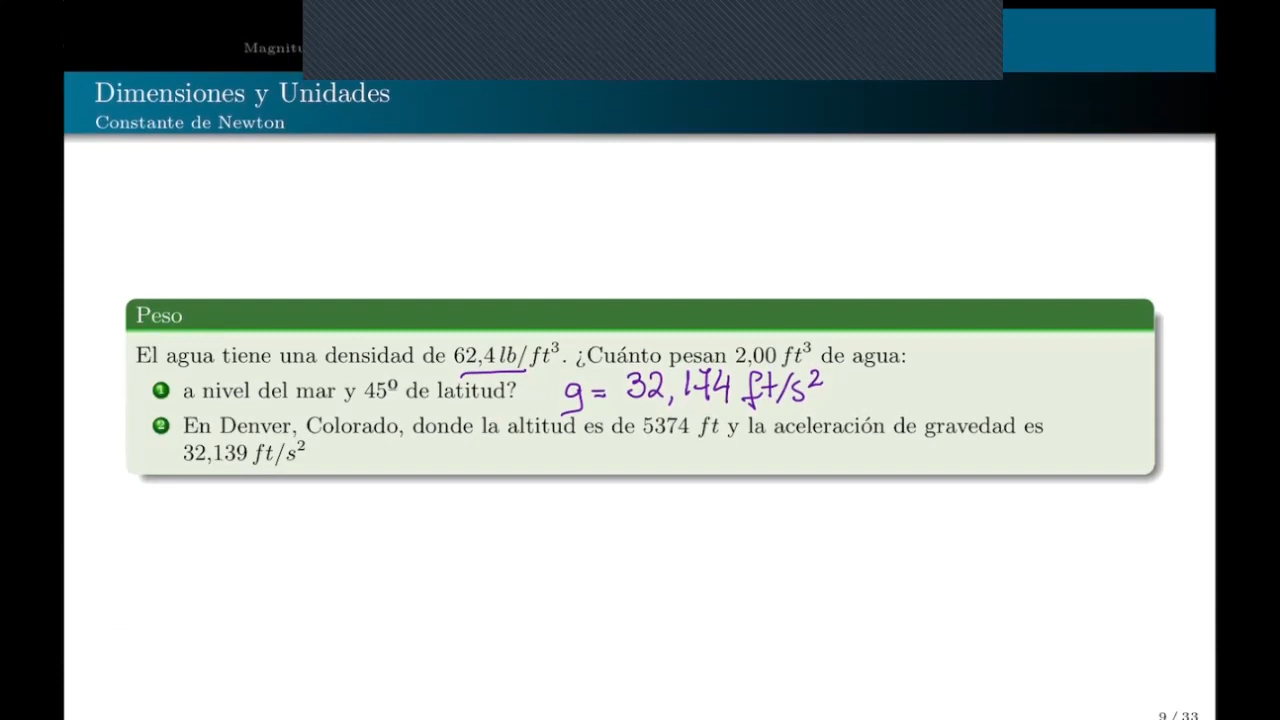 Dimensiones y Unidades
Constante de Newton
Peso
El agua tiene una densidad de 62,4 lb/ft³. ¿Cuánto pesan 2,00 ft³ de agua:
1 a nivel del mar y 45º de latitud? g = 32,174 ft/s²
2 En Denver, Colorado, donde la altitud es de 5374 ft y la aceleración de gravedad es
32,139 ft/s²
9 / 33